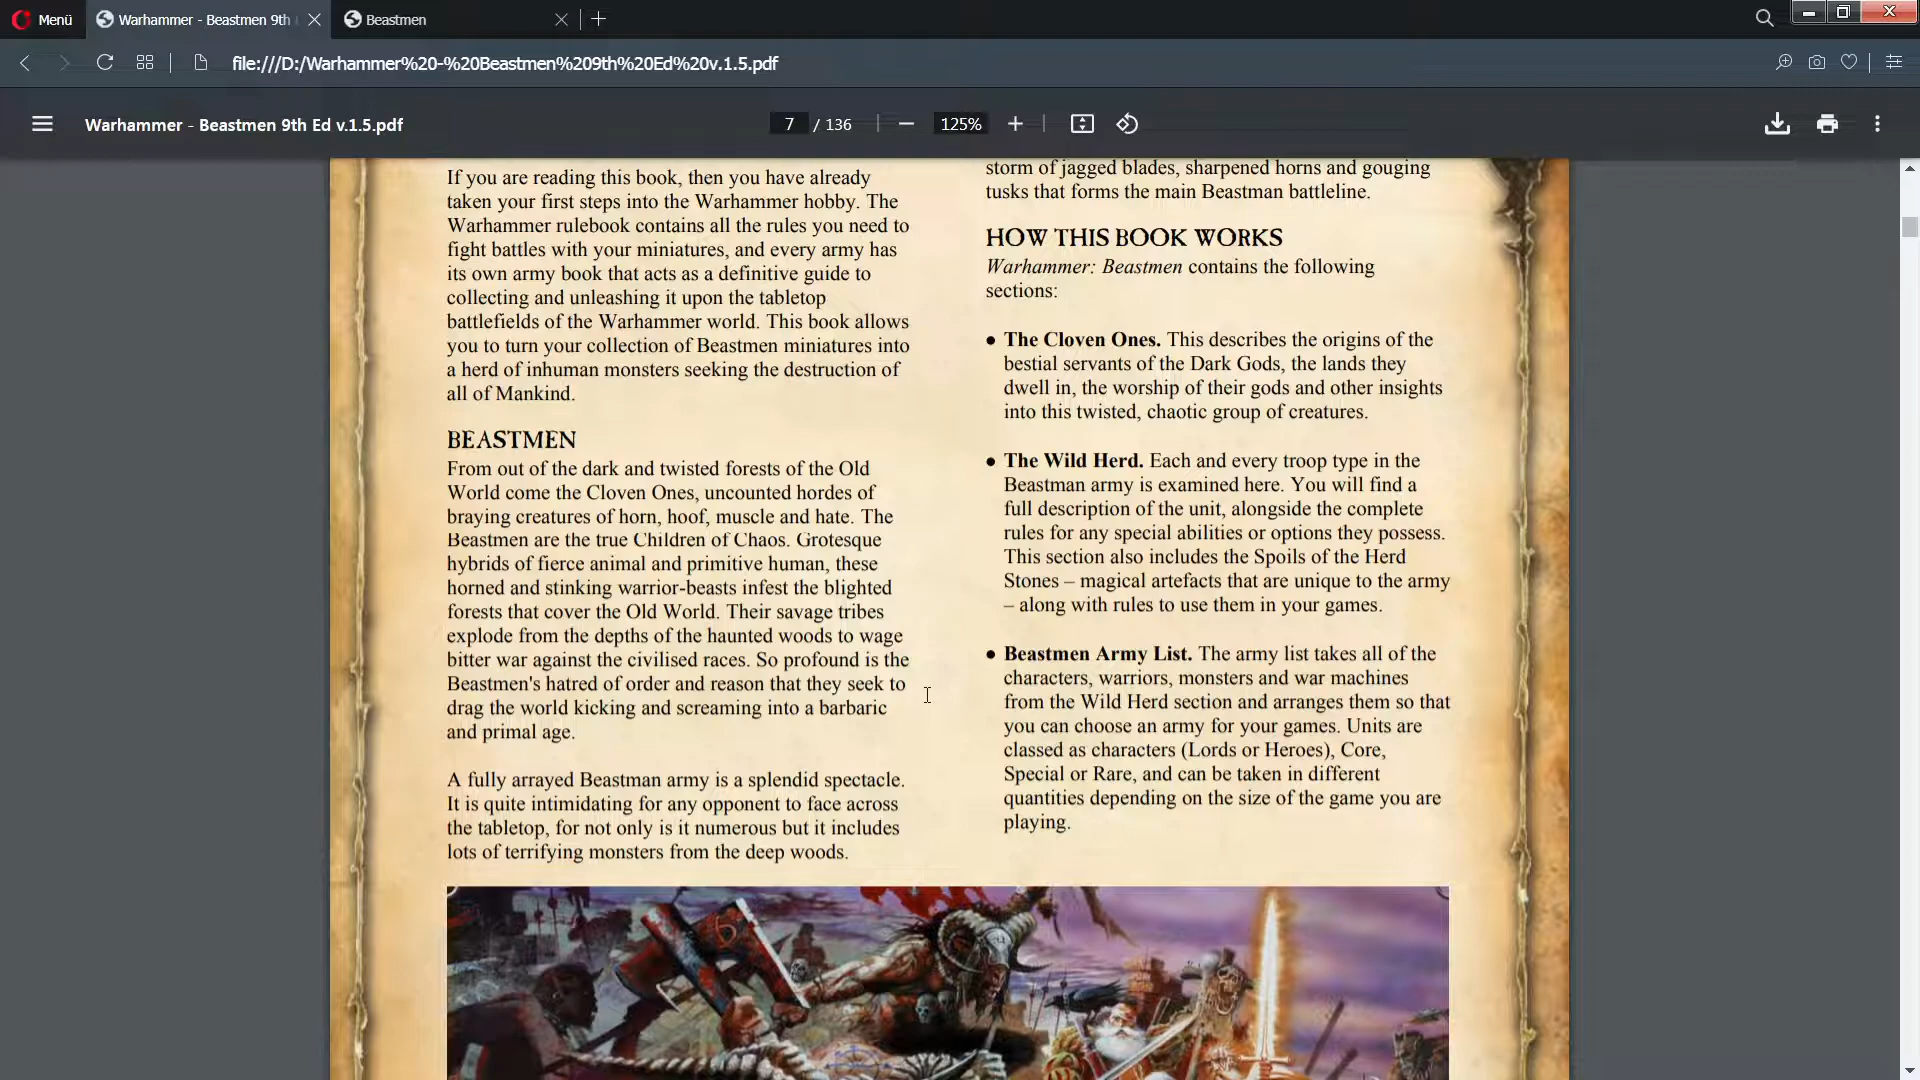 Menü
Warhammer - Beastmen 9th
Beastmen
file:///D:/Warhammer%20-%20Beastmen%209th%20Ed%20v.1.5.pdf
Warhammer - Beastmen 9th Ed v.1.5.pdf
7 / 136
125%
If you are reading this book, then you have already
taken your first steps into the Warhammer hobby. The
Warhammer rulebook contains all the rules you need to
fight battles with your miniatures, and every army has
its own army book that acts as a definitive guide to
collecting and unleashing it upon the tabletop
battlefields of the Warhammer world. This book allows
you to turn your collection of Beastmen miniatures into
a herd of inhuman monsters seeking the destruction of
all of Mankind.
BEASTMEN
From out of the dark and twisted forests of the Old
World come the Cloven Ones, uncounted hordes of
braying creatures of horn, hoof, muscle and hate. The
Beastmen are the true Children of Chaos. Grotesque
hybrids of fierce animal and primitive human, these
horned and stinking warrior-beasts infest the blighted
forests that cover the Old World. Their savage tribes
explode from the depths of the haunted woods to wage
bitter war against the civilised races. So profound is the
Beastmen's hatred of order and reason that they seek to
drag the world kicking and screaming into a barbaric
and primal age.
A fully arrayed Beastman army is a splendid spectacle.
It is quite intimidating for any opponent to face across
the tabletop, for not only is it numerous but it includes
lots of terrifying monsters from the deep woods.
storm of jagged blades, sharpened horns and gouging
tusks that forms the main Beastman battleline.
HOW THIS BOOK WORKS
Warhammer: Beastmen contains the following
sections:
● The Cloven Ones. This describes the origins of the
bestial servants of the Dark Gods, the lands they
dwell in, the worship of their gods and other insights
into this twisted, chaotic group of creatures.
● The Wild Herd. Each and every troop type in the
Beastman army is examined here. You will find a
full description of the unit, alongside the complete
rules for any special abilities or options they possess.
This section also includes the Spoils of the Herd
Stones – magical artefacts that are unique to the army
– along with rules to use them in your games.
● Beastmen Army List. The army list takes all of the
characters, warriors, monsters and war machines
from the Wild Herd section and arranges them so that
you can choose an army for your games. Units are
classed as characters (Lords or Heroes), Core,
Special or Rare, and can be taken in different
quantities depending on the size of the game you are
playing.